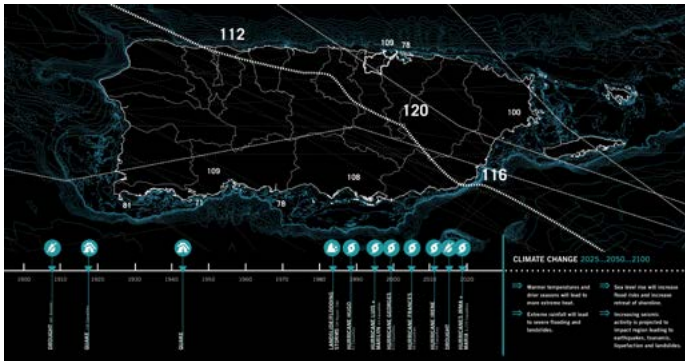 112
109
78
120
100
116
109
108
81
71
78
CLIMATE CHANGE 2025...2050...2100
Warmer temperatures and
drier seasons will lead to
more extreme heat.
Extreme rainfall will lead
to severe flooding and
landslides.
Sea level rise will increase
flood risks and increase
retreat of shoreline.
Increasing seismic
activity is projected to
impact region leading to
earthquakes, tsunamis,
liquefaction and landslides.
1900
1910
1920
1930
1940
1950
1960
1970
1980
1990
2000
2010
2020
DROUGHT
QUAKE
QUAKE
LANDSLIDE/FLOODING
STORMS
HURRICANE HUGO
HURRICANE LUIS +
MARILYN
HURRICANE GEORGES
HURRICANE FRANCES
HURRICANE IRENE
DROUGHT
HURRICANES IRMA +
MARIA